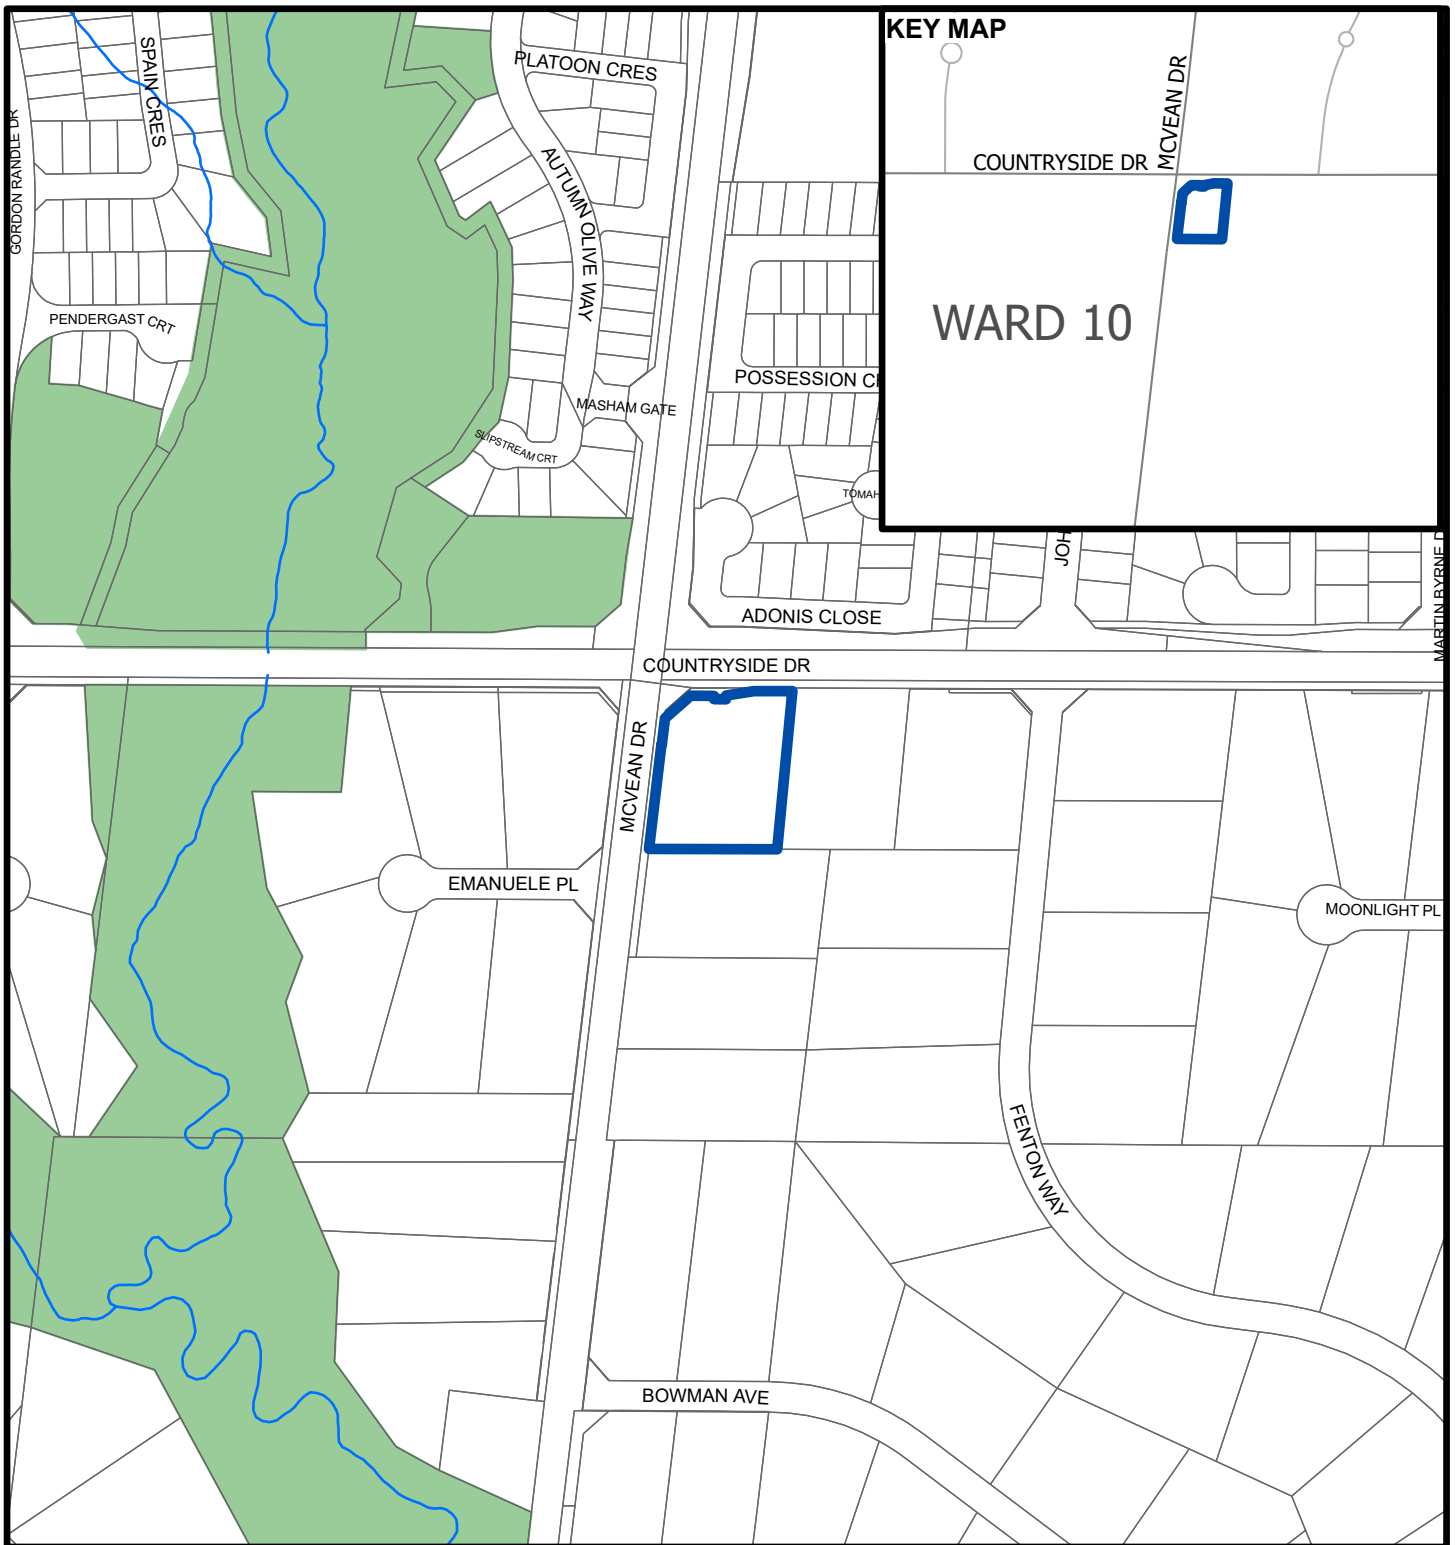 KEY MAP
MCVEAN DR
COUNTRYSIDE DR
WARD 10
SPAIN CRES
GORDON RANDLE DR
PLATOON CRES
AUTUMN OLIVE WAY
PENDERGAST CRT
POSSESSION C
MASHAM GATE
SLIPSTREAM CRT
TOMAH
JOH
MARTIN BYRNE D
ADONIS CLOSE
COUNTRYSIDE DR
MCVEAN DR
EMANUELE PL
MOONLIGHT PL
FENTON WAY
BOWMAN AVE